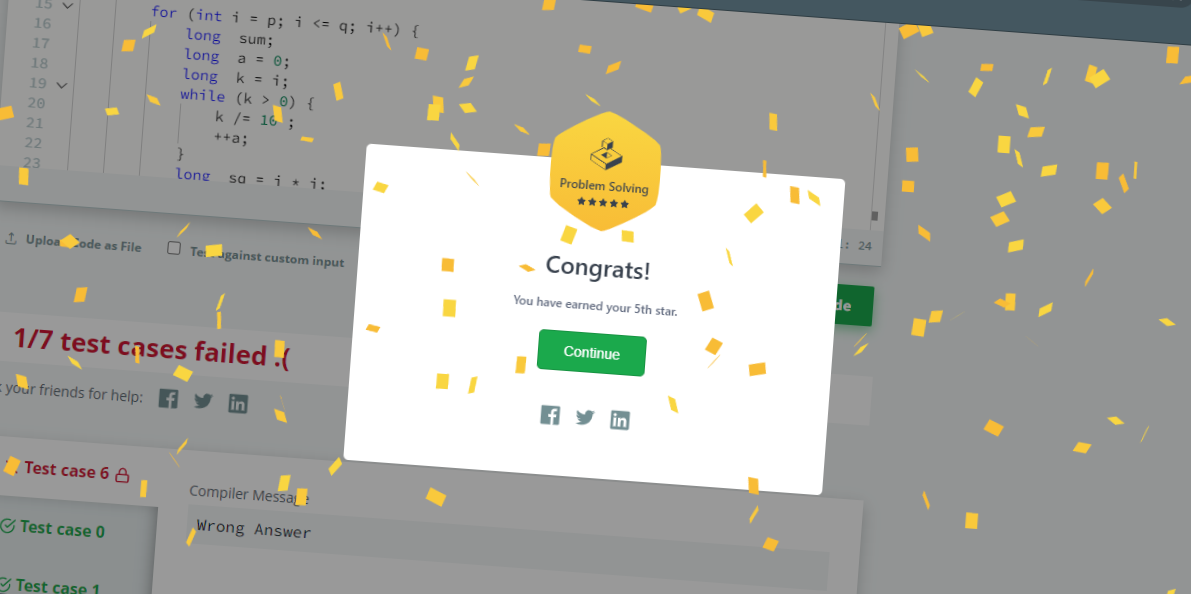 15
16 for (int i = p; i <= q; i++) {
17 long sum;
18 long a = 0;
19 long k = i;
20 while (k > 0) {
21 k /= 10 ;
22 ++a;
23 }
long sq = i * i;
: 24
Upload Code as File
Test against custom input
de
Problem Solving
Congrats!
You have earned your 5th star.
Continue
1/7 test cases failed :(
your friends for help:
Test case 6
Test case 0
Test case 1
Compiler Message
Wrong Answer